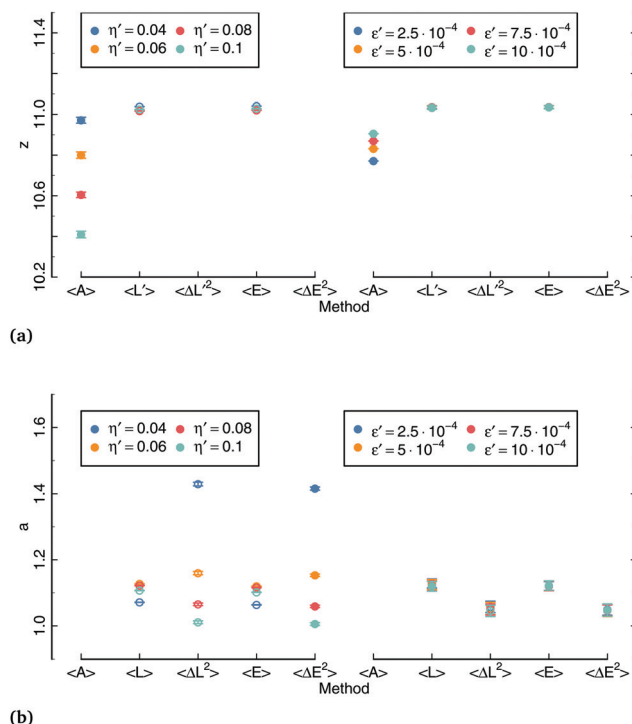 η′ = 0.04 η′ = 0.08
η′ = 0.06 η′ = 0.1
ε′ = 2.5 · 10⁻⁴ ε′ = 7.5 · 10⁻⁴
ε′ = 5 · 10⁻⁴ ε′ = 10 · 10⁻⁴
11.4
11.0
10.6
10.2
z
<A> <L′> <ΔL′²> <E> <ΔE²> <A> <L′> <ΔL′²> <E> <ΔE²>
Method
(a)
η′ = 0.04 η′ = 0.08
η′ = 0.06 η′ = 0.1
ε′ = 2.5 · 10⁻⁴ ε′ = 7.5 · 10⁻⁴
ε′ = 5 · 10⁻⁴ ε′ = 10 · 10⁻⁴
1.6
1.4
1.2
1.0
a
<A> <L> <ΔL²> <E> <ΔE²> <A> <L> <ΔL²> <E> <ΔE²>
Method
(b)